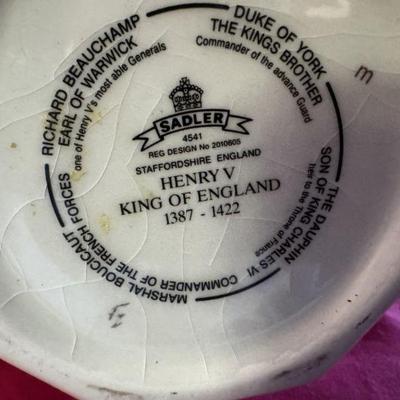 RICHARD BEAUCHAMP
EARL OF WARWICK
one of Henry V's most able Generals
DUKE OF YORK
THE KINGS BROTHER
Commander of the advance Guard
THE DAUPHIN
SON OF KING CHARLES VI
heir to the Throne of France
MARSHAL BOUCICAUT
COMMANDER OF THE FRENCH FORCES
SADLER
4541
REG DESIGN No 2010605
STAFFORDSHIRE ENGLAND
HENRY V
KING OF ENGLAND
1387 - 1422
m